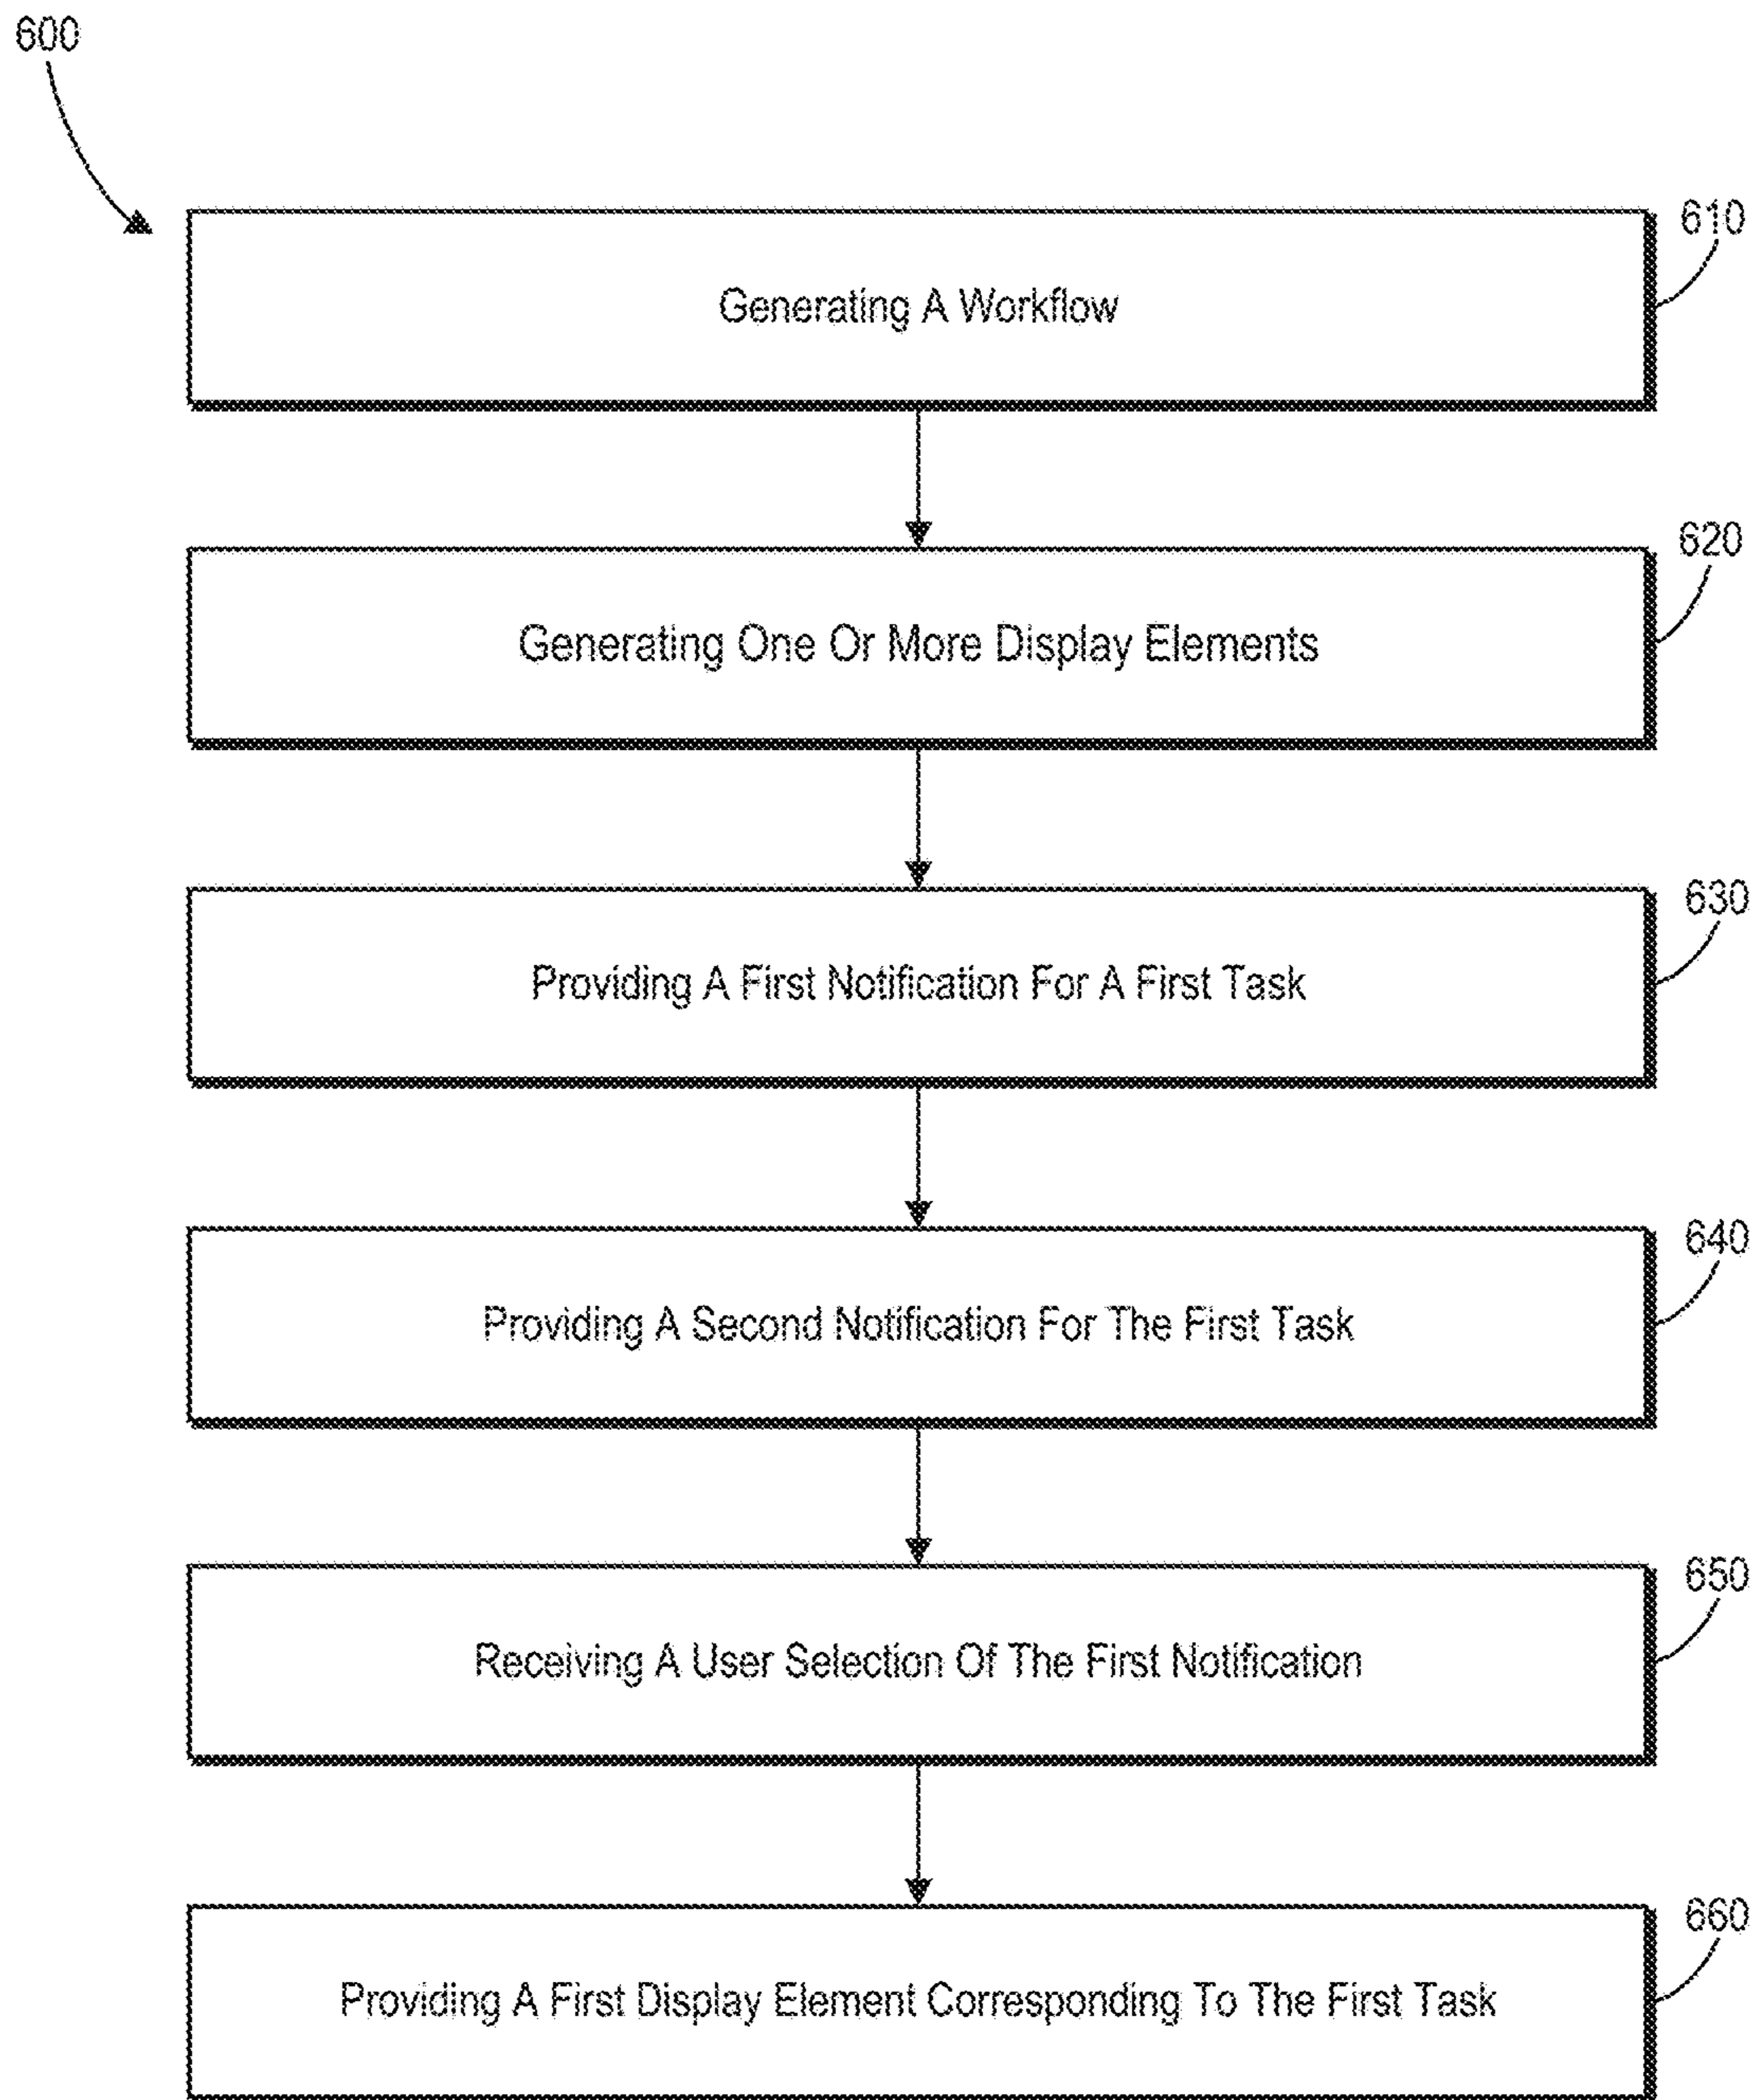 600
610
Generating A Workflow
620
Generating One Or More Display Elements
630
Providing A First Notification For A First Task
640
Providing A Second Notification For The First Task
650
Receiving A User Selection Of The First Notification
660
Providing A First Display Element Corresponding To The First Task